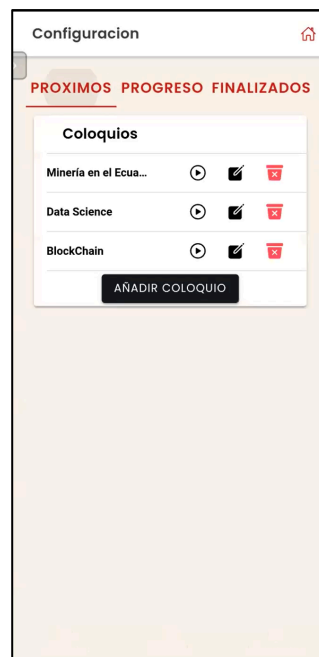 Configuracion
PROXIMOS PROGRESO FINALIZADOS
Coloquios
Minería en el Ecua...
Data Science
BlockChain
AÑADIR COLOQUIO